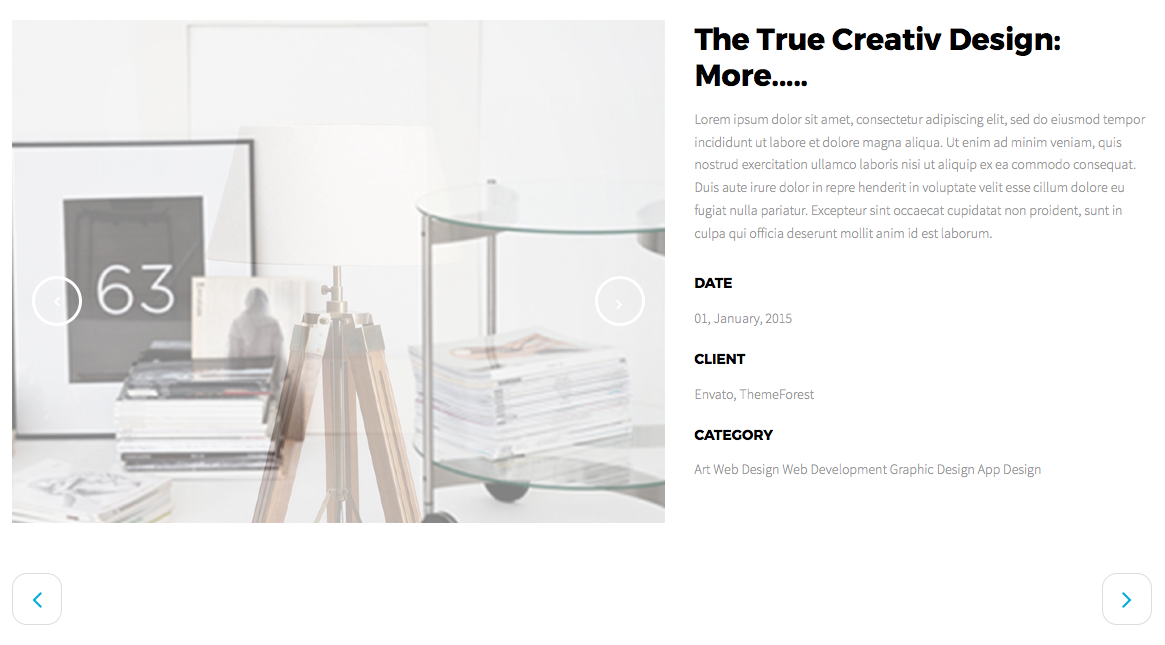 63
The True Creativ Design:
More.....
Lorem ipsum dolor sit amet, consectetur adipiscing elit, sed do eiusmod tempor
incididunt ut labore et dolore magna aliqua. Ut enim ad minim veniam, quis
nostrud exercitation ullamco laboris nisi ut aliquip ex ea commodo consequat.
Duis aute irure dolor in repre henderit in voluptate velit esse cillum dolore eu
fugiat nulla pariatur. Excepteur sint occaecat cupidatat non proident, sunt in
culpa qui officia deserunt mollit anim id est laborum.
DATE
01, January, 2015
CLIENT
Envato, ThemeForest
CATEGORY
Art Web Design Web Development Graphic Design App Design